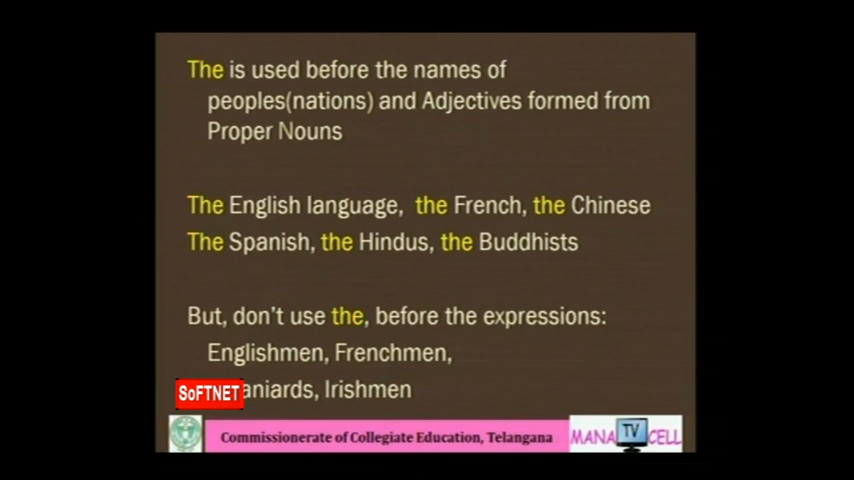 The is used before the names of
peoples(nations) and Adjectives formed from
Proper Nouns
The English language, the French, the Chinese
The Spanish, the Hindus, the Buddhists
But, don't use the, before the expressions:
Englishmen, Frenchmen,
SoFTNET aniards, Irishmen
Commissionerate of Collegiate Education, Telangana MANA TV CELL